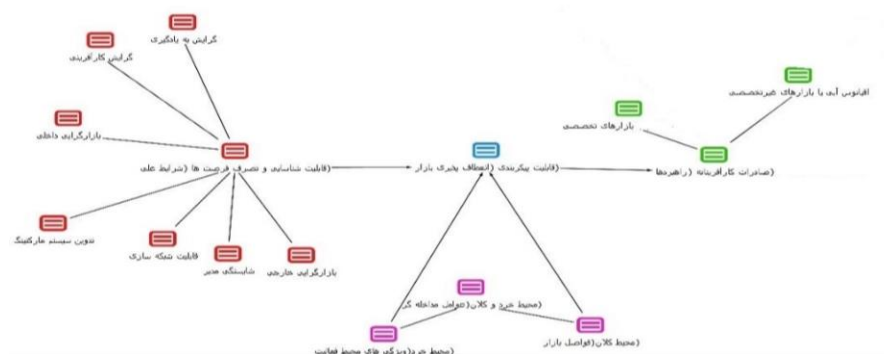 گرایش به یادگیری
گرایش کارآفرینی
بازارگرایی داخلی
(قابلیت شناسایی و تصرف فرصت ها (شرایط علی
تدوین سیستم مارکتینگ
قابلیت شبکه سازی
شایستگی مدیر
بازارگرایی خارجی
(قابلیت پیکربندی (انعطاف پذیری بازار
(صادرات کارآفرینانه (راهبردها
بازارهای تخصصی
اقیانوس آبی یا بازارهای غیرتخصصی
(محیط خرد و کلان(عوامل مداخله گر
(محیط خرد(ویژگی های محیط فعالیت
(محیط کلان(فواصل بازار